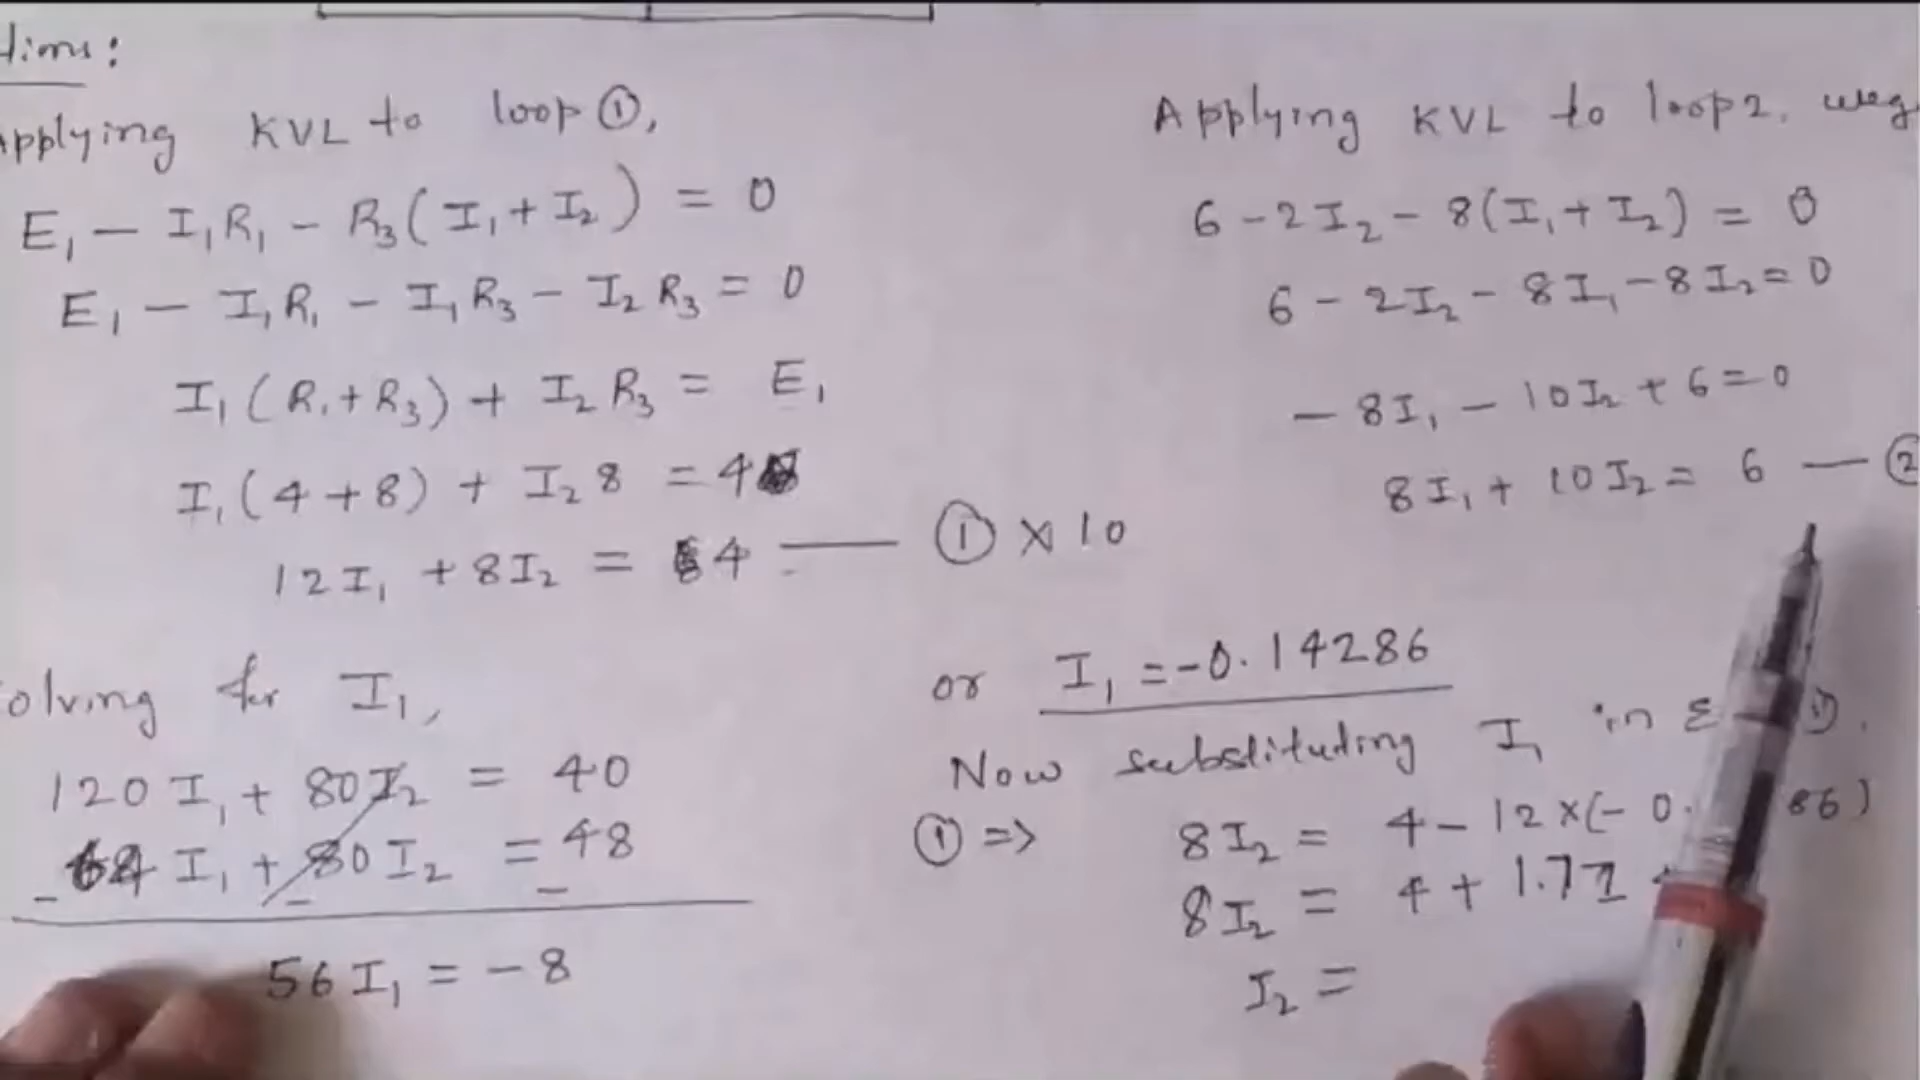 Applying KVL to loop ①,
E₁ - I₁R₁ - R₃(I₁+I₂) = 0
E₁ - I₁R₁ - I₁R₃ - I₂R₃ = 0
I₁(R₁+R₃) + I₂R₃ = E₁
I₁(4+8) + I₂8 = 4
12I₁ + 8I₂ = 4 — ① × 10
Solving for I₁,
120I₁ + 80I₂ = 40
- 64I₁ + 80I₂ = 48
- -
56I₁ = -8
Applying KVL to loop 2,
6 - 2I₂ - 8(I₁+I₂) = 0
6 - 2I₂ - 8I₁ - 8I₂ = 0
- 8I₁ - 10I₂ + 6 = 0
8I₁ + 10I₂ = 6 — ②
or I₁ = -0.14286
Now substituting I₁ in
① => 8I₂ = 4 - 12×(-0. 86)
8I₂ = 4 + 1.71
I₂ =